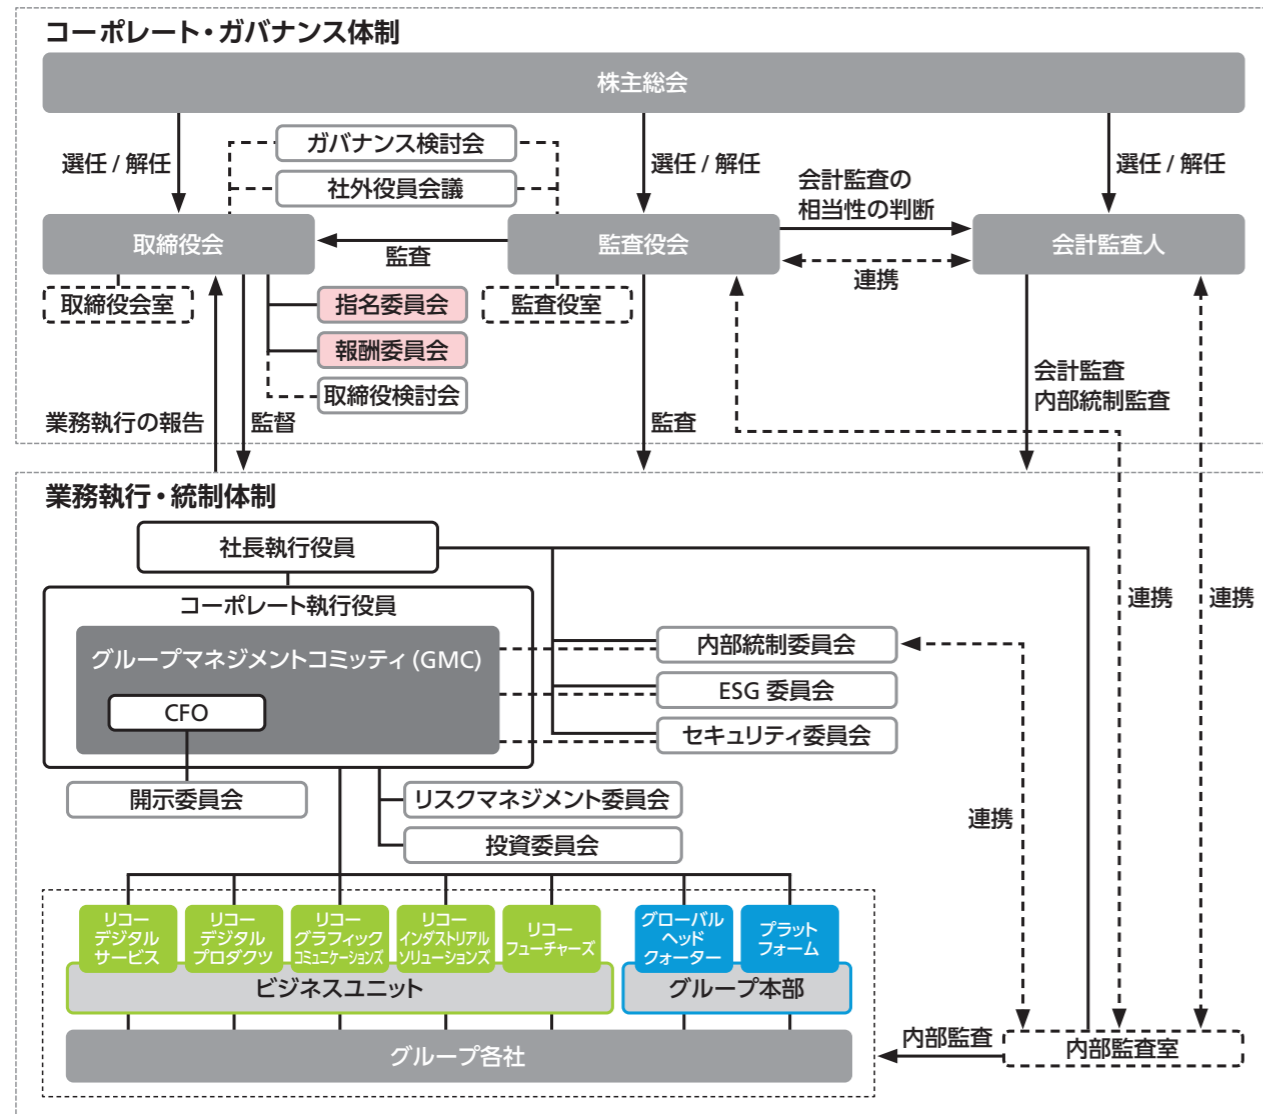 コーポレート・ガバナンス体制
株主総会
選任 / 解任
ガバナンス検討会
社外役員会議
選任 / 解任
会計監査の
相当性の判断
選任 / 解任
取締役会
監査
監査役会
連携
会計監査人
取締役会室
指名委員会
監査役室
報酬委員会
取締役検討会
会計監査
内部統制監査
業務執行の報告
監督
監査
業務執行・統制体制
社長執行役員
コーポレート執行役員
連携
連携
グループマネジメントコミッティ (GMC)
内部統制委員会
ESG 委員会
CFO
セキュリティ委員会
開示委員会
リスクマネジメント委員会
連携
投資委員会
リコー
デジタル
サービス
リコー
デジタル
プロダクツ
リコー
グラフィック
コミュニケーションズ
リコー
インダストリアル
ソリューションズ
リコー
フューチャーズ
グローバル
ヘッド
クォーター
プラット
フォーム
ビジネスユニット
グループ本部
グループ各社
内部監査
内部監査室